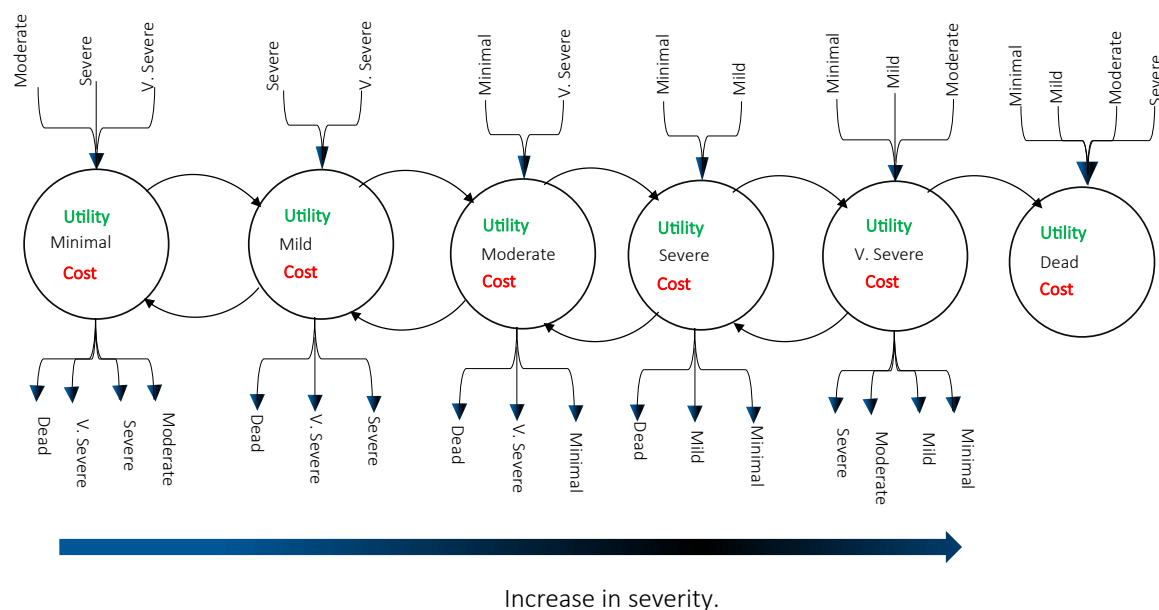 Moderate
Severe
V. Severe
Severe
V. Severe
Minimal
V. Severe
Minimal
Mild
Minimal
Mild
Moderate
Minimal
Mild
Moderate
Severe
Utility
Minimal
Cost
Utility
Mild
Cost
Utility
Moderate
Cost
Utility
Severe
Cost
Utility
V. Severe
Cost
Utility
Dead
Cost
Dead
V. Severe
Severe
Moderate
Dead
V. Severe
Severe
Dead
V. Severe
Minimal
Dead
Mild
Minimal
Severe
Moderate
Mild
Minimal
Increase in severity.